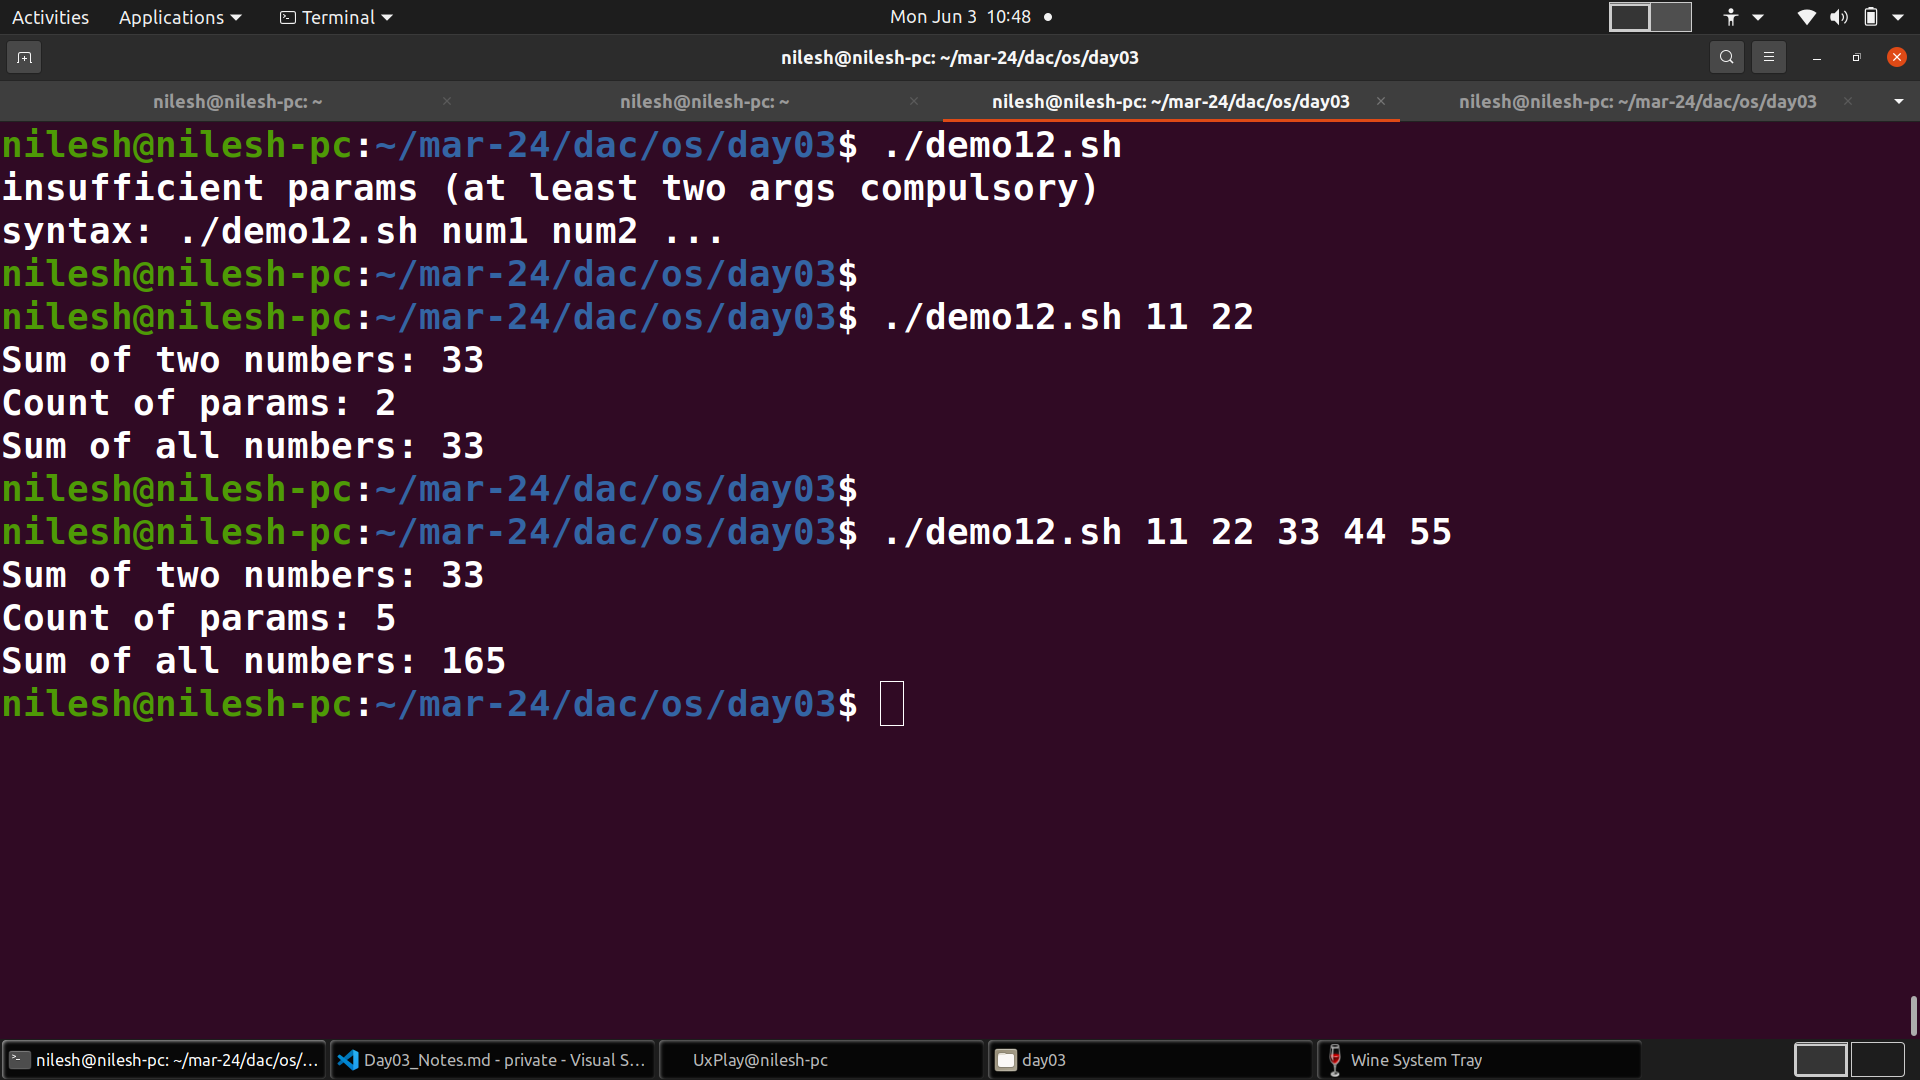 Activities Applications Terminal Mon Jun 3 10:48
nilesh@nilesh-pc: ~/mar-24/dac/os/day03
nilesh@nilesh-pc: ~ nilesh@nilesh-pc: ~ nilesh@nilesh-pc: ~/mar-24/dac/os/day03 nilesh@nilesh-pc: ~/mar-24/dac/os/day03
nilesh@nilesh-pc:~/mar-24/dac/os/day03$ ./demo12.sh
insufficient params (at least two args compulsory)
syntax: ./demo12.sh num1 num2 ...
nilesh@nilesh-pc:~/mar-24/dac/os/day03$
nilesh@nilesh-pc:~/mar-24/dac/os/day03$ ./demo12.sh 11 22
Sum of two numbers: 33
Count of params: 2
Sum of all numbers: 33
nilesh@nilesh-pc:~/mar-24/dac/os/day03$
nilesh@nilesh-pc:~/mar-24/dac/os/day03$ ./demo12.sh 11 22 33 44 55
Sum of two numbers: 33
Count of params: 5
Sum of all numbers: 165
nilesh@nilesh-pc:~/mar-24/dac/os/day03$
nilesh@nilesh-pc: ~/mar-24/dac/os/... Day03_Notes.md - private - Visual S... UxPlay@nilesh-pc day03 Wine System Tray